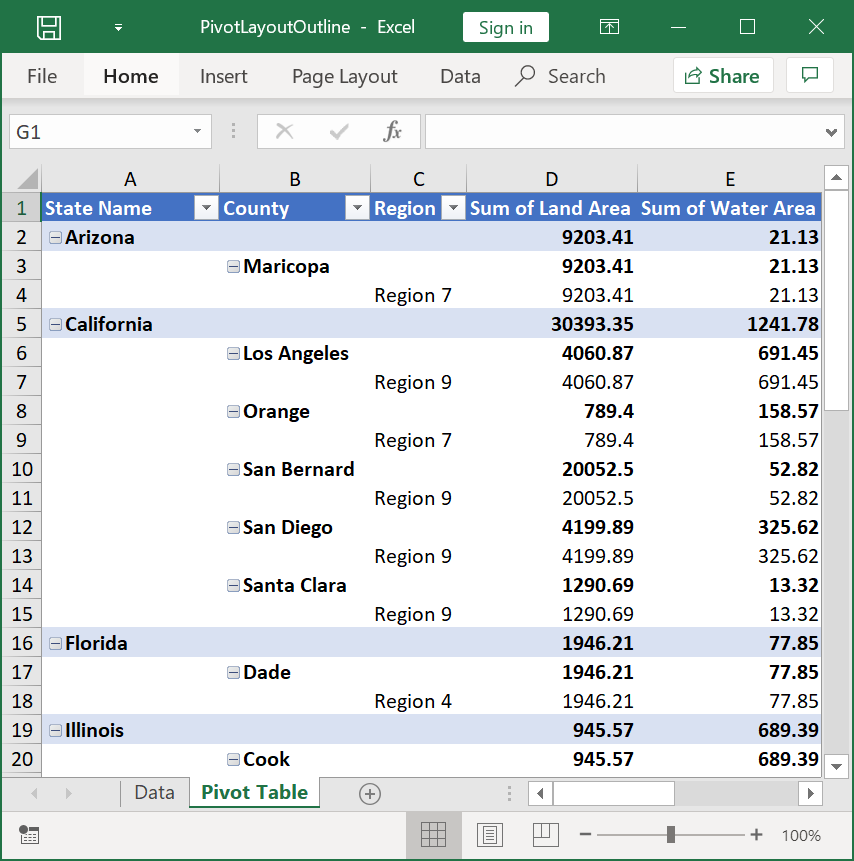 PivotLayoutOutline - Excel Sign in
File Home Insert Page Layout Data Search Share
G1 fx
A B C D E
1 State Name County Region Sum of Land Area Sum of Water Area
2 Arizona 9203.41 21.13
3 Maricopa 9203.41 21.13
4 Region 7 9203.41 21.13
5 California 30393.35 1241.78
6 Los Angeles 4060.87 691.45
7 Region 9 4060.87 691.45
8 Orange 789.4 158.57
9 Region 7 789.4 158.57
10 San Bernard 20052.5 52.82
11 Region 9 20052.5 52.82
12 San Diego 4199.89 325.62
13 Region 9 4199.89 325.62
14 Santa Clara 1290.69 13.32
15 Region 9 1290.69 13.32
16 Florida 1946.21 77.85
17 Dade 1946.21 77.85
18 Region 4 1946.21 77.85
19 Illinois 945.57 689.39
20 Cook 945.57 689.39
Data Pivot Table
100%